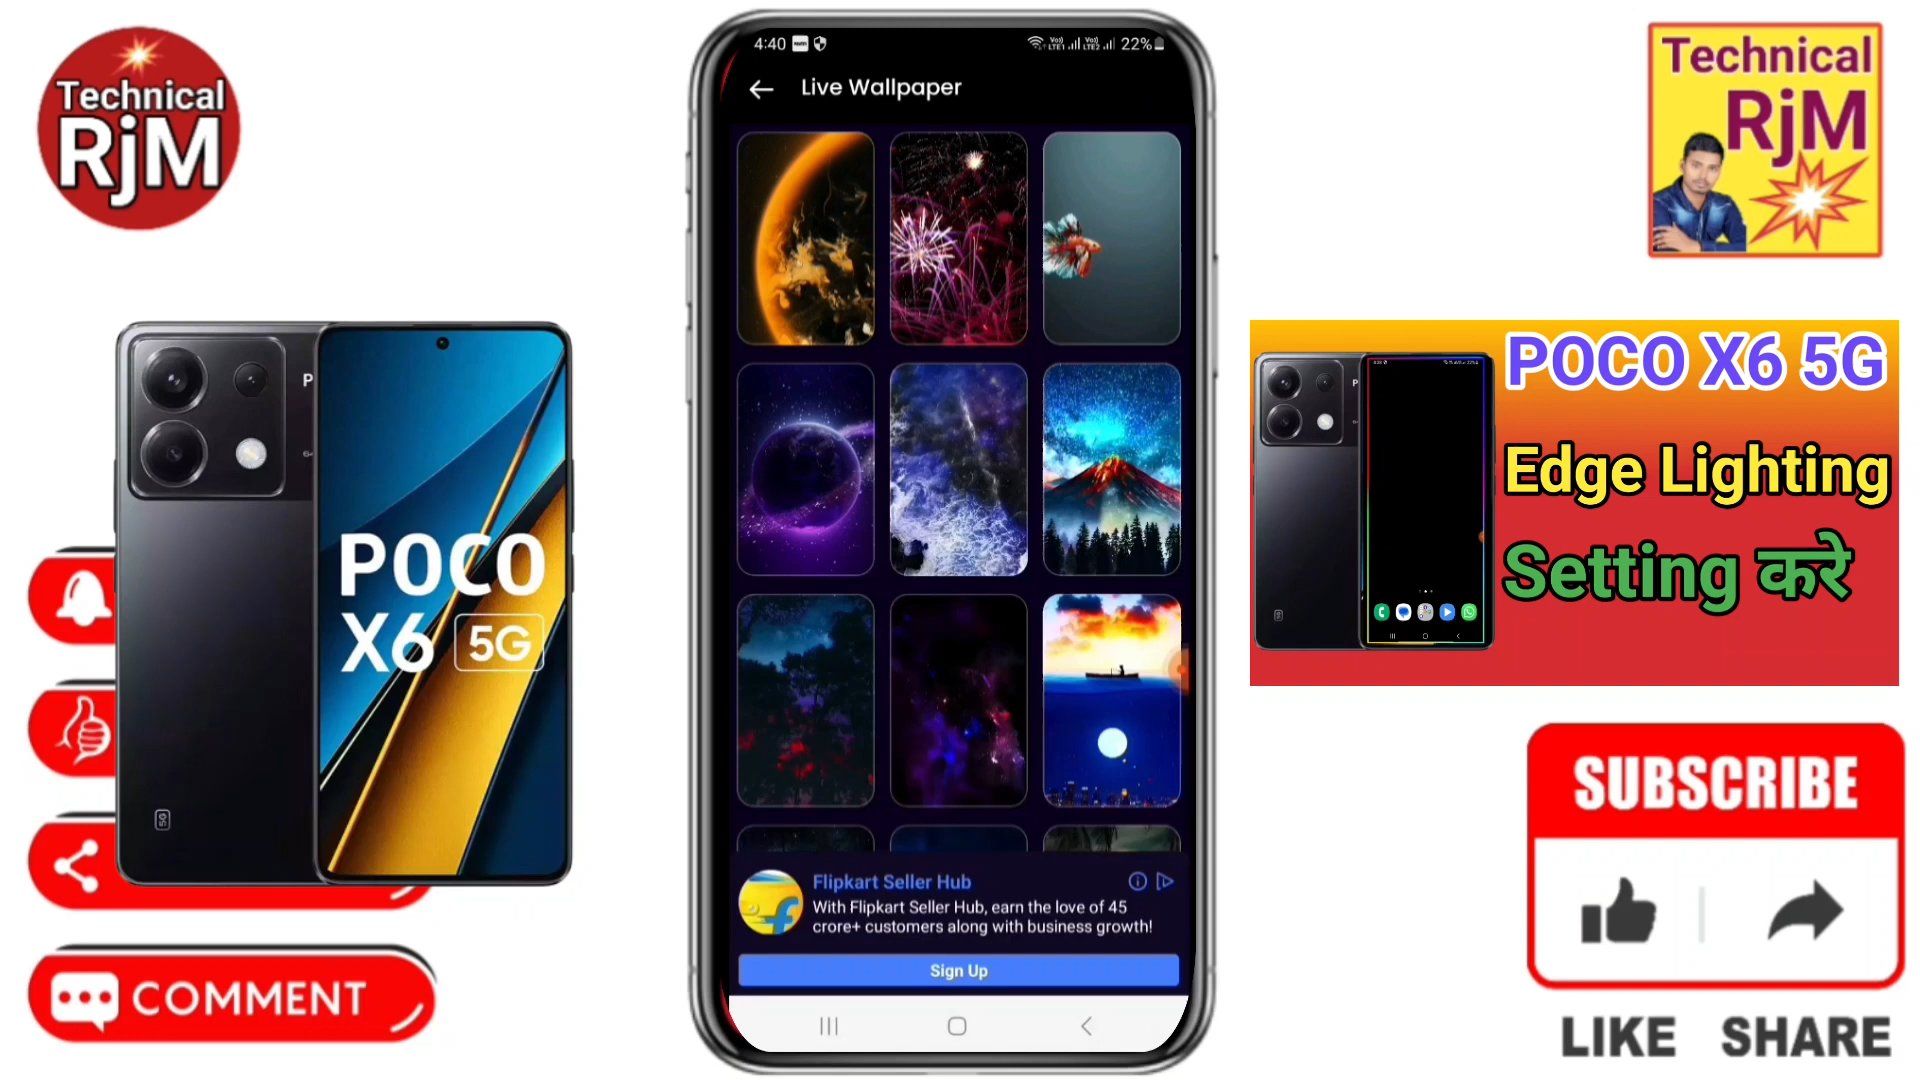 Technical
RjM
4:40
22%
Live Wallpaper
Technical
RjM
POCO
X6 5G
5G
POCO X6 5G
Edge Lighting
Setting करे
Flipkart Seller Hub
With Flipkart Seller Hub, earn the love of 45
crore+ customers along with business growth!
Sign Up
COMMENT
SUBSCRIBE
LIKE SHARE